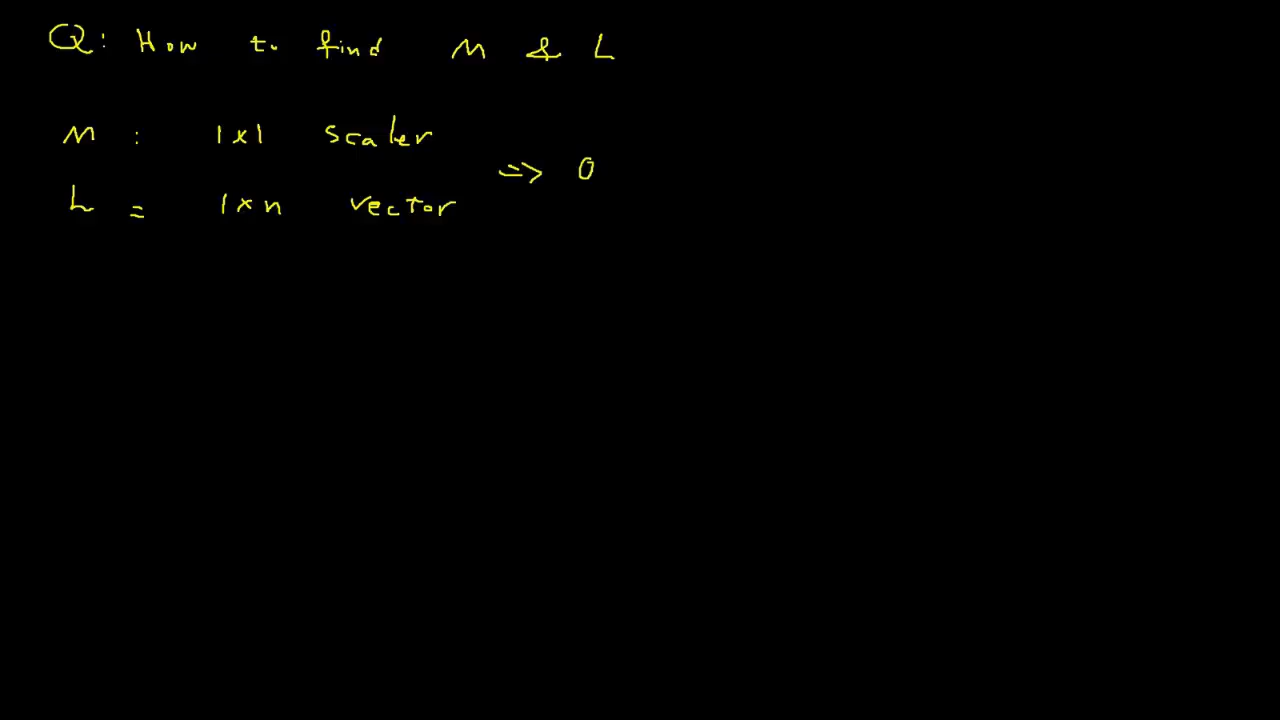 Q: How to find M & L
M : 1x1 scaler
=> 0
L = 1xn vector